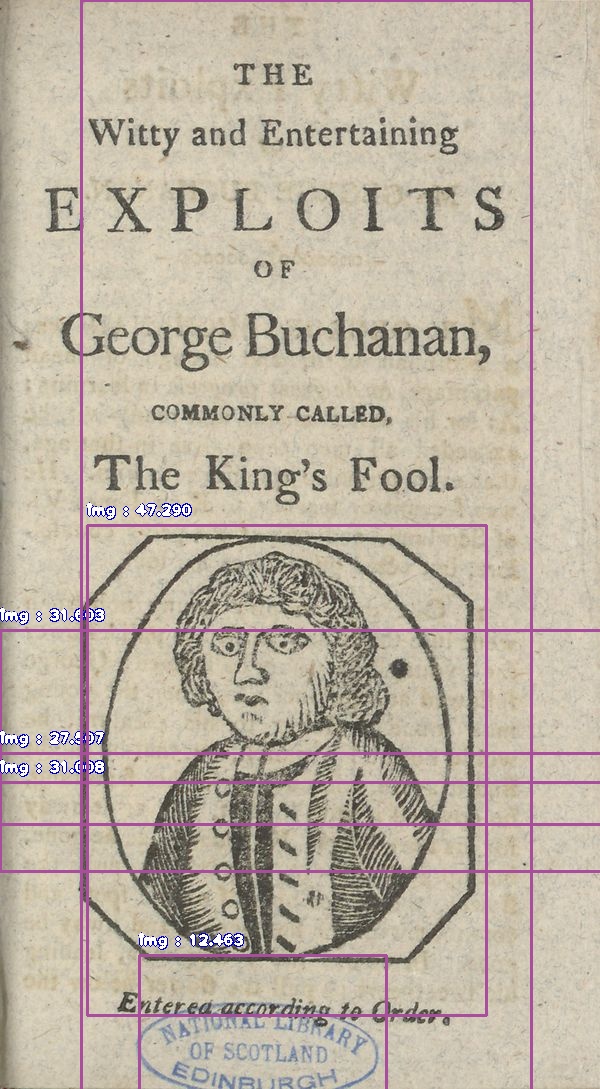 THE
Witty and Entertaining
EXPLOITS
OF
George Buchanan,
COMMONLY CALLED,
The King's Fool.
Img : 47.290
Img : 31.603
Img : 27.507
Img : 31.008
Img : 12.463
Entered according to Order.
NATIONAL LIBRARY
OF SCOTLAND
EDINBURGH